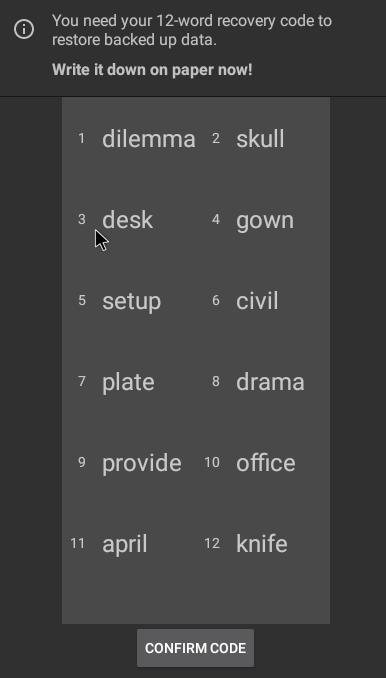 You need your 12-word recovery code to
restore backed up data.
Write it down on paper now!
1 dilemma 2 skull
3 desk 4 gown
5 setup 6 civil
7 plate 8 drama
9 provide 10 office
11 april 12 knife
CONFIRM CODE